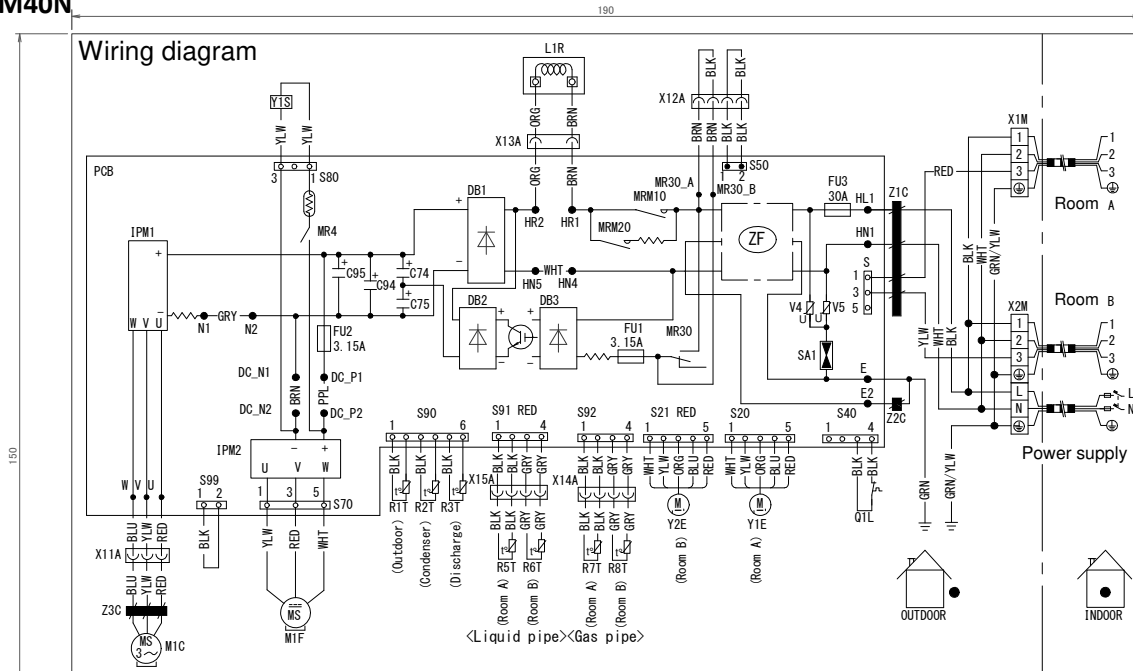 M40N
190
150
Wiring diagram
L1R
Y1S
YLW
YLW
ORG
BRN
X13A
ORG
BRN
X12A
BLK
BLK
BRN
BRN
BLK
BLK
PCB
3 1 S80
1 2 S50
MR30_A
MR30_B
MRM10
MRM20
HR2
HR1
DB1
FU3
30A
HL1
Z1C
HN1
ZF
MR4
IPM1
+
-
W V U
C95
C94
C74
C75
HN5
WHT
HN4
DB2
DB3
FU1
3.15A
MR30
N1
GRY
N2
FU2
3.15A
S
1
3
5
V4
V5
SA1
E
E2
Z2C
DC_N1
DC_P1
BRN
PPL
DC_N2
DC_P2
IPM2
U V W
- +
1 3 5 S70
YLW
RED
WHT
MS
M1F
S99
1 2
BLK
W V U
BLU
YLW
RED
X11A
BLU
YLW
RED
Z3C
MS
3~
M1C
S90
1 6
BLK
BLK
BLK
t°
t°
t°
R1T
R2T
R3T
(Outdoor)
(Condenser)
(Discharge)
S91 RED
1 4
BLK
BLK
GRY
GRY
X15A
BLK
BLK
GRY
GRY
t°
t°
R5T
R6T
(Room A)
(Room B)
<Liquid pipe>
S92
1 4
BLK
BLK
GRY
GRY
X14A
BLK
BLK
GRY
GRY
t°
t°
R7T
R8T
(Room A)
(Room B)
<Gas pipe>
S21 RED
1 5
WHT
YLW
ORG
BLU
RED
M
Y2E
(Room B)
S20
1 5
WHT
YLW
ORG
BLU
RED
M
Y1E
(Room A)
S40
1 4
BLK
BLK
Q1L
GRN
GRN/YLW
RED
YLW
WHT
BLK
BLK
WHT
GRN/YLW
X1M
1
2
3
1
2
3
Room A
X2M
Room B
1
2
3
1
2
3
L
N
L
N
Power supply
OUTDOOR
INDOOR